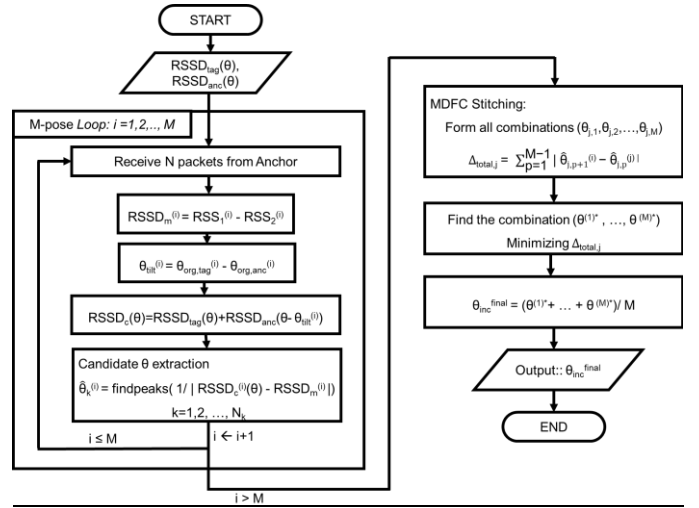 START
RSSD_tag(θ),
RSSD_anc(θ)
M-pose Loop: i =1,2,.., M
Receive N packets from Anchor
RSSD_m^(i) = RSS_1^(i) - RSS_2^(i)
θ_tilt^(i) = θ_org,tag^(i) - θ_org,anc^(i)
RSSD_c(θ)=RSSD_tag(θ)+RSSD_anc(θ- θ_tilt^(i))
Candidate θ extraction
θ̂_k^(i) = findpeaks( 1/ | RSSD_c^(i)(θ) - RSSD_m^(i) |)
k=1,2, …, N_k
i ← i+1
i ≤ M
i > M
MDFC Stitching:
Form all combinations (θ_j,1,θ_j,2,…,θ_j,M)
Δ_total,j = ∑_p=1^M−1 | θ̂_j,p+1^(i) − θ̂_j,p^(j) |
Find the combination (θ^(1)* , …, θ^(M)*)
Minimizing Δ_total,j
θ_inc^final = (θ^(1)*+ … + θ^(M)*)/ M
Output:: θ_inc^final
END